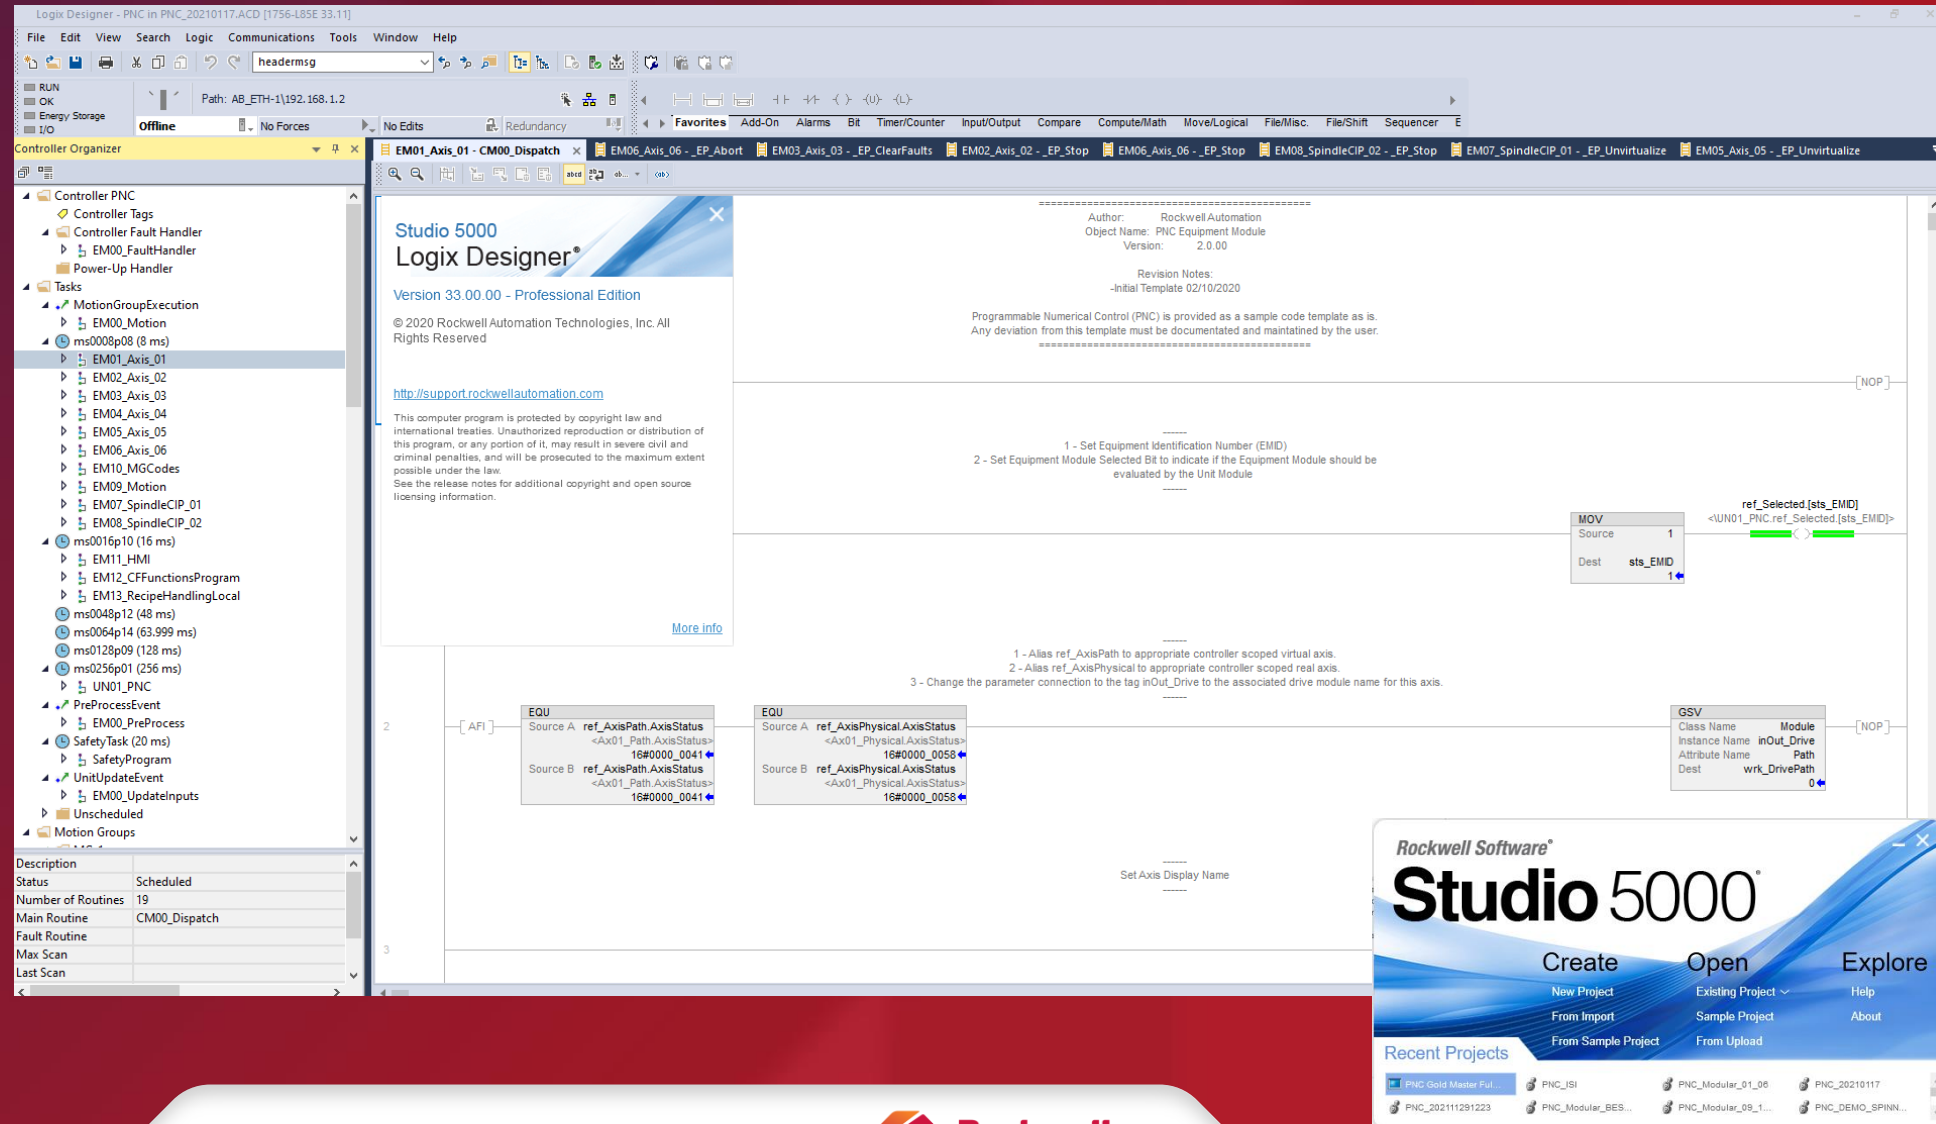 Logix Designer - PNC in PNC_20210117.ACD [1756-L85E 33.11]
File Edit View Search Logic Communications Tools Window Help
headermsg
RUN
OK
Energy Storage
I/O
Path: AB_ETH-1\192.168.1.2
Offline
No Forces
No Edits
Redundancy
Favorites Add-On Alarms Bit Timer/Counter Input/Output Compare Compute/Math Move/Logical File/Misc. File/Shift Sequencer E
Controller Organizer
EM01_Axis_01 - CM00_Dispatch
EM06_Axis_06 - _EP_Abort
EM03_Axis_03 - _EP_ClearFaults
EM02_Axis_02 - _EP_Stop
EM06_Axis_06 - _EP_Stop
EM08_SpindleCIP_02 - _EP_Stop
EM07_SpindleCIP_01 - _EP_Unvirtualize
EM05_Axis_05 - _EP_Unvirtualize
Controller PNC
Controller Tags
Controller Fault Handler
EM00_FaultHandler
Power-Up Handler
Tasks
MotionGroupExecution
EM00_Motion
ms0008p08 (8 ms)
EM01_Axis_01
EM02_Axis_02
EM03_Axis_03
EM04_Axis_04
EM05_Axis_05
EM06_Axis_06
EM10_MGCodes
EM09_Motion
EM07_SpindleCIP_01
EM08_SpindleCIP_02
ms0016p10 (16 ms)
EM11_HMI
EM12_CFFunctionsProgram
EM13_RecipeHandlingLocal
ms0048p12 (48 ms)
ms0064p14 (63.999 ms)
ms0128p09 (128 ms)
ms0256p01 (256 ms)
UN01_PNC
PreProcessEvent
EM00_PreProcess
SafetyTask (20 ms)
SafetyProgram
UnitUpdateEvent
EM00_UpdateInputs
Unscheduled
Motion Groups
Description
Status Scheduled
Number of Routines 19
Main Routine CM00_Dispatch
Fault Routine
Max Scan
Last Scan
Studio 5000
Logix Designer®
Version 33.00.00 - Professional Edition
© 2020 Rockwell Automation Technologies, Inc. All
Rights Reserved
http://support.rockwellautomation.com
This computer program is protected by copyright law and
international treaties. Unauthorized reproduction or distribution of
this program, or any portion of it, may result in severe civil and
criminal penalties, and will be prosecuted to the maximum extent
possible under the law.
See the release notes for additional copyright and open source
licensing information.
More info
==============================================
Author: Rockwell Automation
Object Name: PNC Equipment Module
Version: 2.0.00
Revision Notes:
-Initial Template 02/10/2020
Programmable Numerical Control (PNC) is provided as a sample code template as is.
Any deviation from this template must be documentated and maintatined by the user.
==============================================
NOP
------
1 - Set Equipment Identification Number (EMID)
2 - Set Equipment Module Selected Bit to indicate if the Equipment Module should be
evaluated by the Unit Module
------
MOV
Source 1
Dest sts_EMID
1
ref_Selected.[sts_EMID]
<\UN01_PNC.ref_Selected.[sts_EMID]>
------
1 - Alias ref_AxisPath to appropriate controller scoped virtual axis.
2 - Alias ref_AxisPhysical to appropriate controller scoped real axis.
3 - Change the parameter connection to the tag inOut_Drive to the associated drive module name for this axis.
------
2
AFI
EQU
Source A ref_AxisPath.AxisStatus
<Ax01_Path.AxisStatus>
16#0000_0041
Source B ref_AxisPath.AxisStatus
<Ax01_Path.AxisStatus>
16#0000_0041
EQU
Source A ref_AxisPhysical.AxisStatus
<Ax01_Physical.AxisStatus>
16#0000_0058
Source B ref_AxisPhysical.AxisStatus
<Ax01_Physical.AxisStatus>
16#0000_0058
GSV
Class Name Module
Instance Name inOut_Drive
Attribute Name Path
Dest wrk_DrivePath
0
NOP
------
Set Axis Display Name
------
3
Rockwell Software®
Studio 5000®
Create Open Explore
New Project Existing Project Help
From Import Sample Project About
From Sample Project From Upload
Recent Projects
PNC Gold Master Ful... PNC_ISI PNC_Modular_01_06 PNC_20210117
PNC_202111291223 PNC_Modular_BES... PNC_Modular_09_1... PNC_DEMO_SPINN...